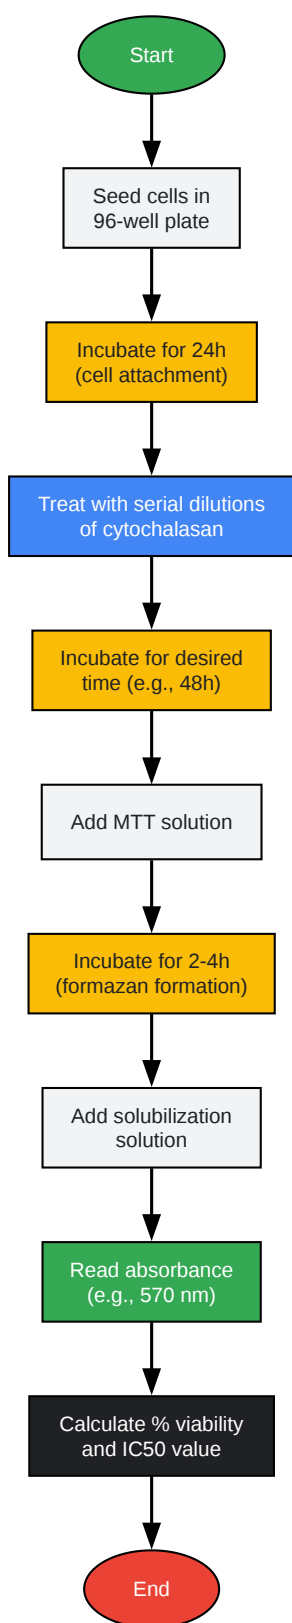 Start
Seed cells in
96-well plate
Incubate for 24h
(cell attachment)
Treat with serial dilutions
of cytochalasan
Incubate for desired
time (e.g., 48h)
Add MTT solution
Incubate for 2-4h
(formazan formation)
Add solubilization
solution
Read absorbance
(e.g., 570 nm)
Calculate % viability
and IC50 value
End